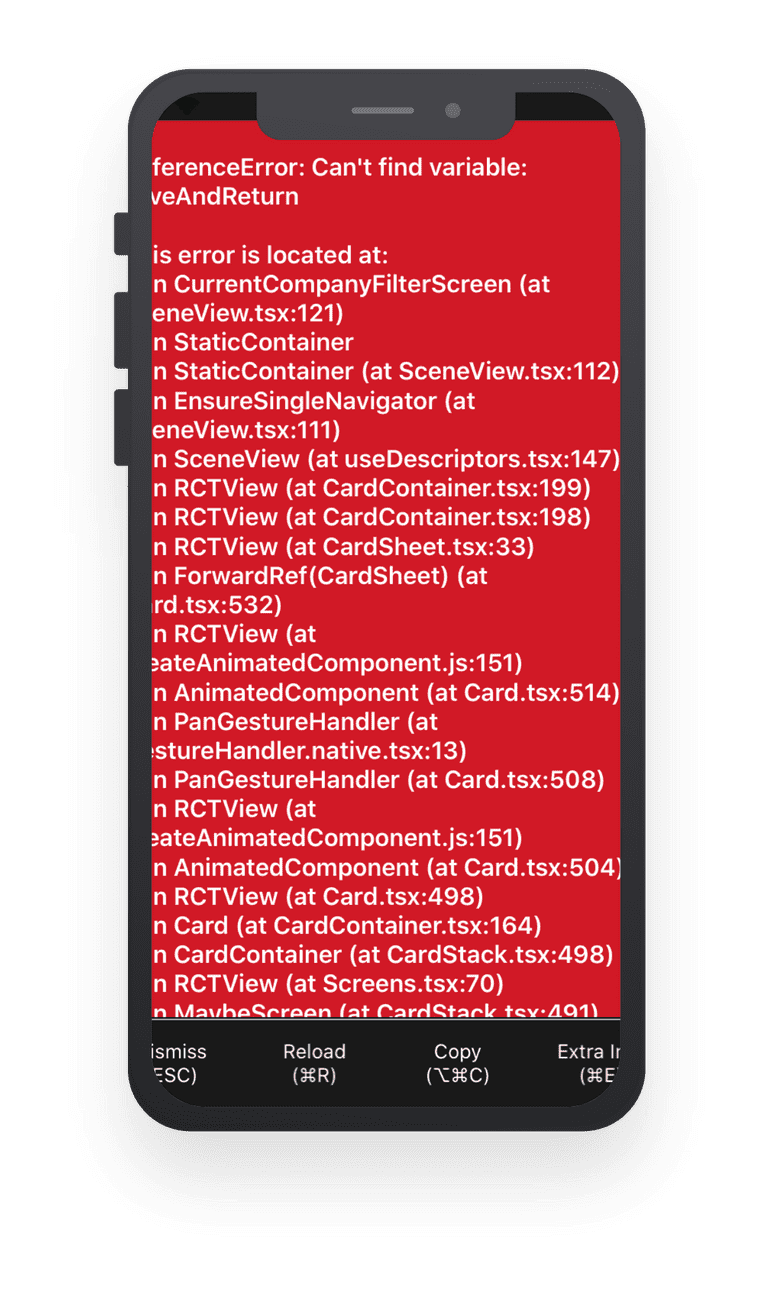 ferenceError: Can't find variable:
veAndReturn
is error is located at:
n CurrentCompanyFilterScreen (at
eneView.tsx:121)
n StaticContainer
n StaticContainer (at SceneView.tsx:112)
n EnsureSingleNavigator (at
eneView.tsx:111)
n SceneView (at useDescriptors.tsx:147)
n RCTView (at CardContainer.tsx:199)
n RCTView (at CardContainer.tsx:198)
n RCTView (at CardSheet.tsx:33)
n ForwardRef(CardSheet) (at
rd.tsx:532)
n RCTView (at
eateAnimatedComponent.js:151)
n AnimatedComponent (at Card.tsx:514)
n PanGestureHandler (at
estureHandler.native.tsx:13)
n PanGestureHandler (at Card.tsx:508)
n RCTView (at
eateAnimatedComponent.js:151)
n AnimatedComponent (at Card.tsx:504)
n RCTView (at Card.tsx:498)
n Card (at CardContainer.tsx:164)
n CardContainer (at CardStack.tsx:498)
n RCTView (at Screens.tsx:70)
n MaybeScreen (at CardStack.tsx:491)
ismiss Reload Copy Extra In
ESC) (⌘R) (⌥⌘C) (⌘E